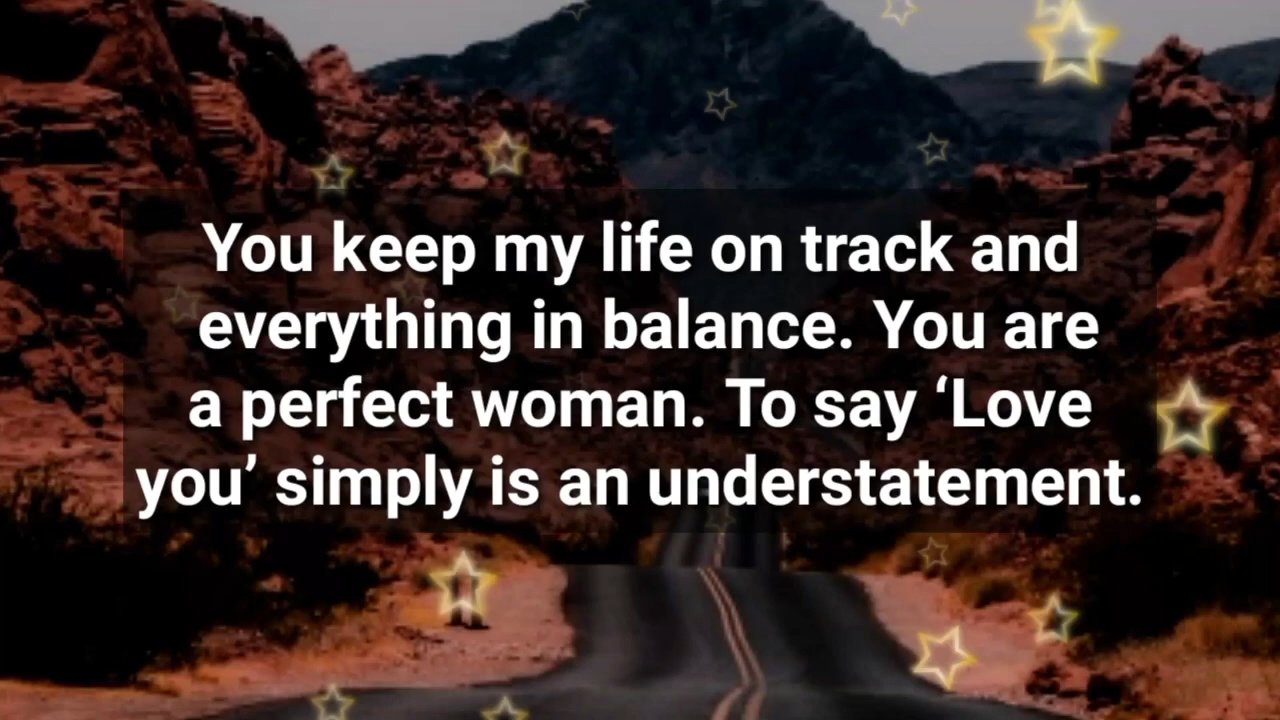 You keep my life on track and
everything in balance. You are
a perfect woman. To say ‘Love
you’ simply is an understatement.